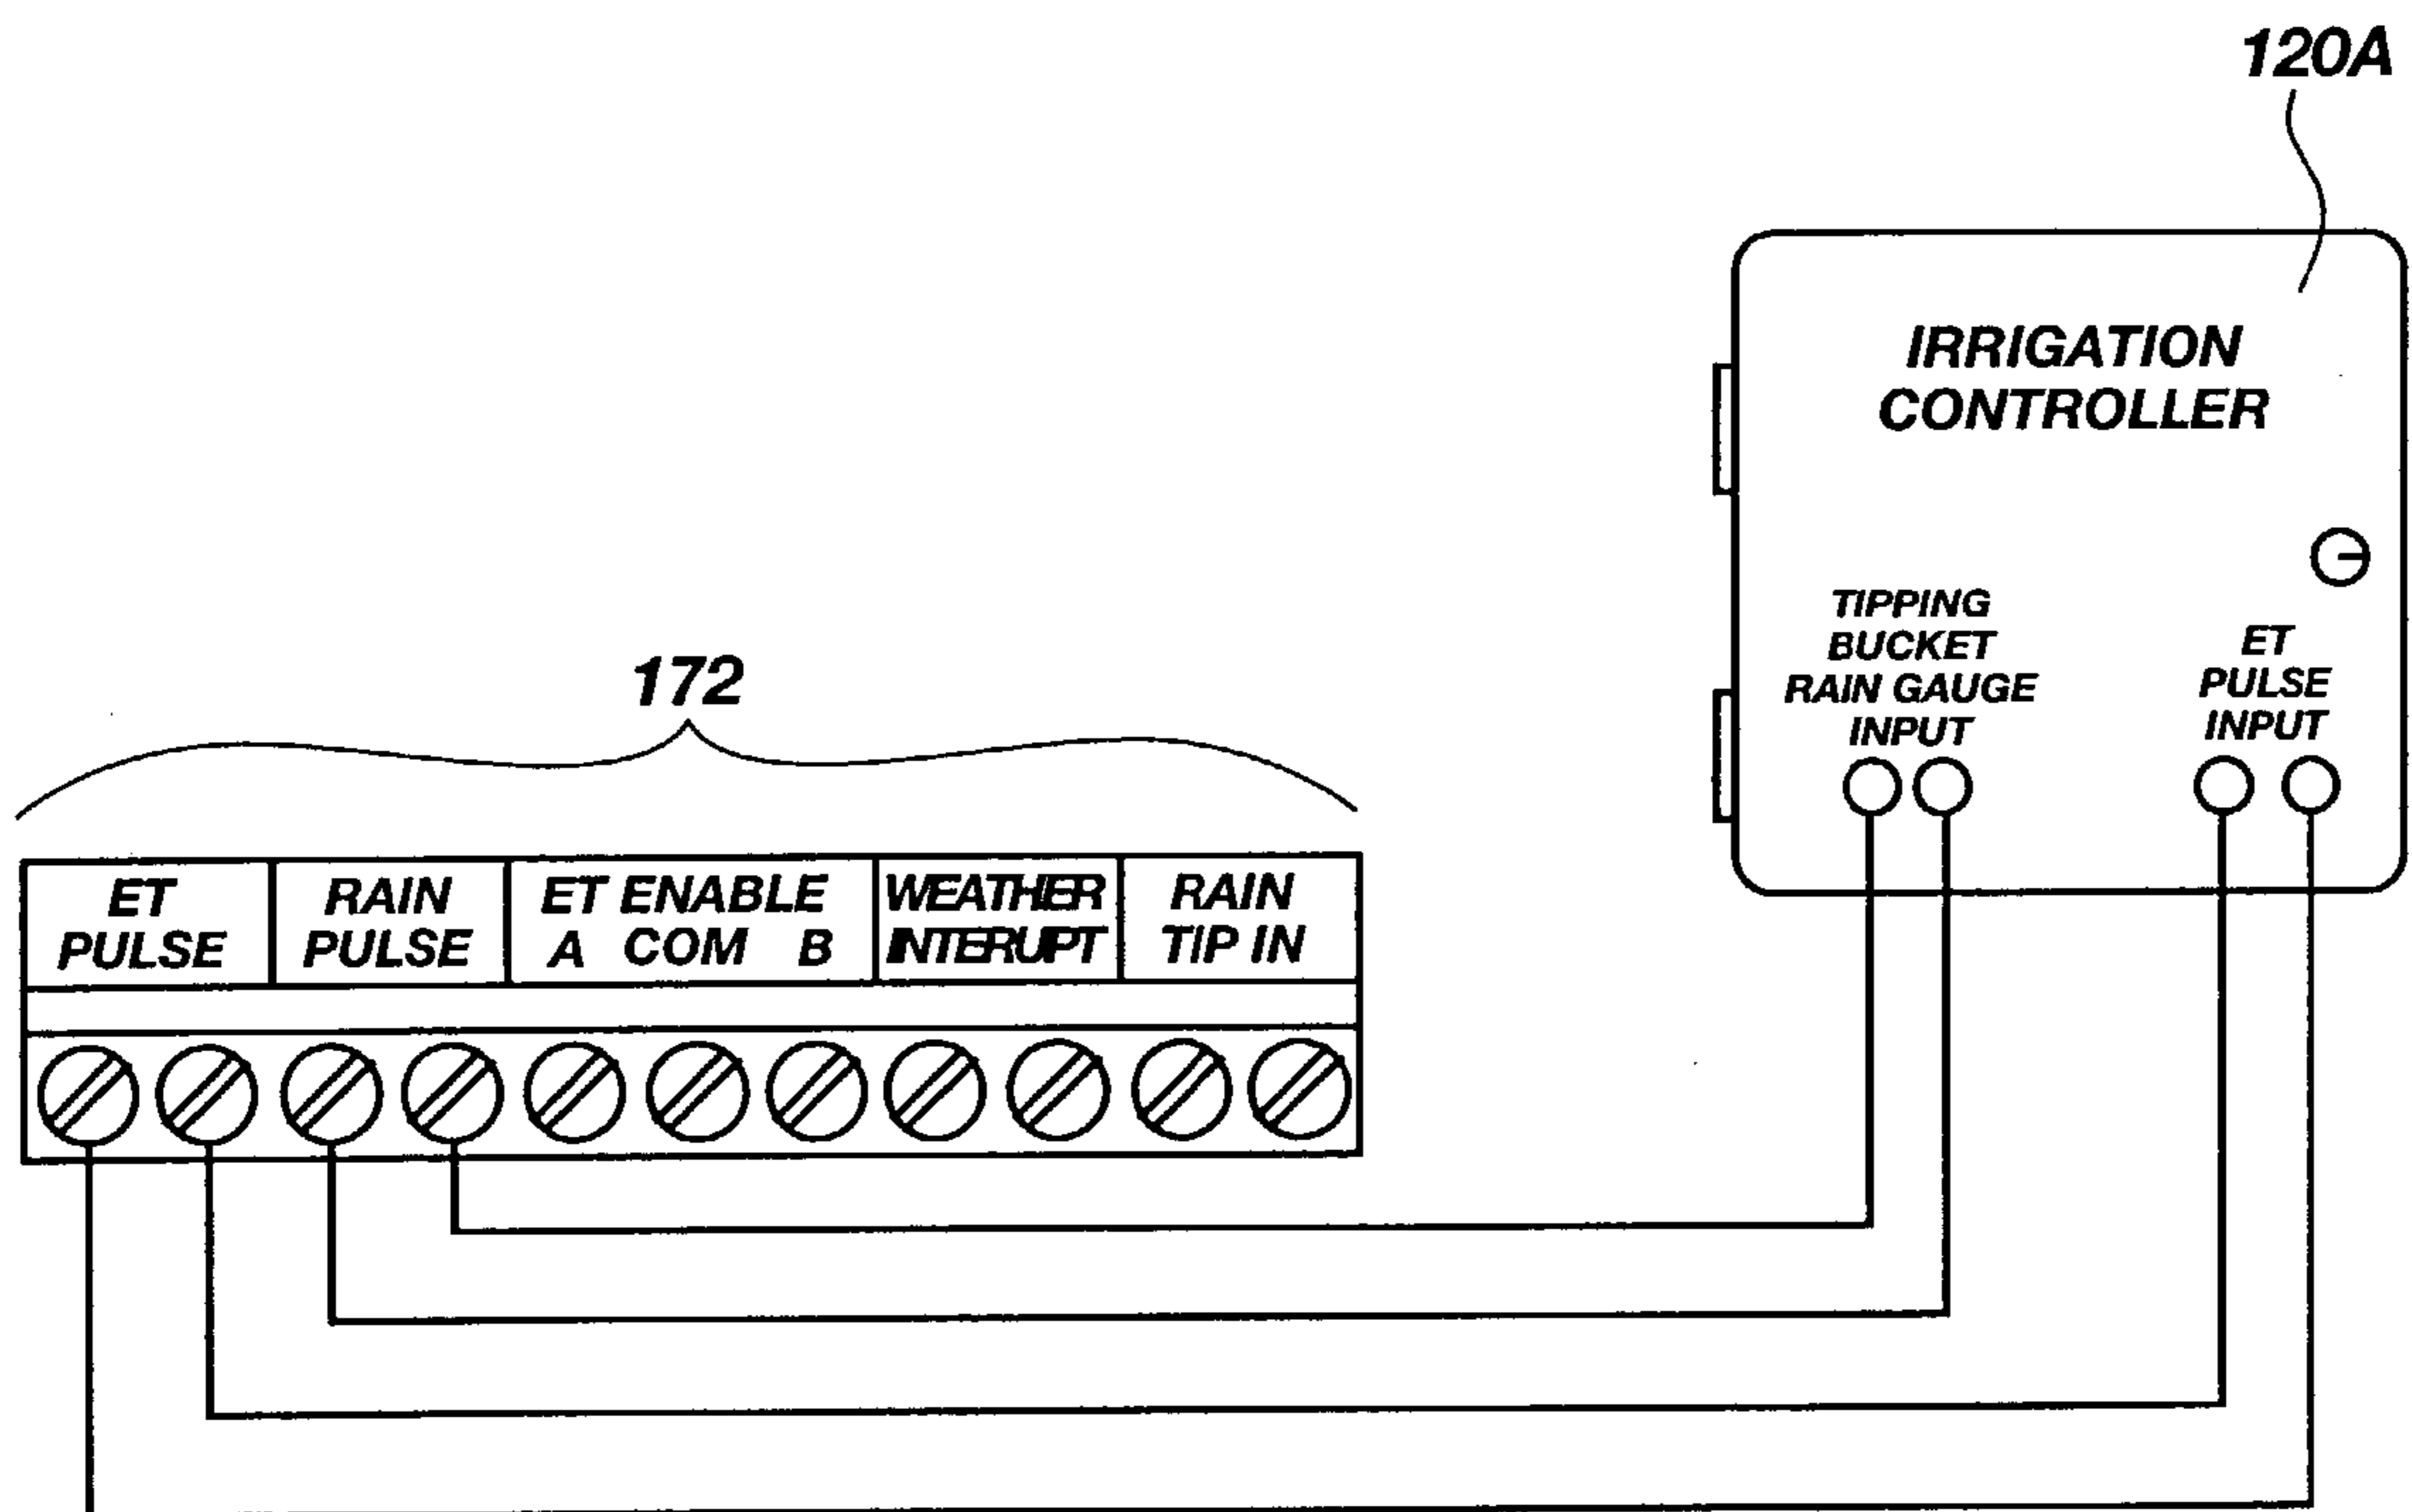 120A
IRRIGATION
CONTROLLER
TIPPING
BUCKET
RAIN GAUGE
INPUT
ET
PULSE
INPUT
172
ET
PULSE
RAIN
PULSE
ET ENABLE
A COM B
WEATHER
INTERUPT
RAIN
TIP IN